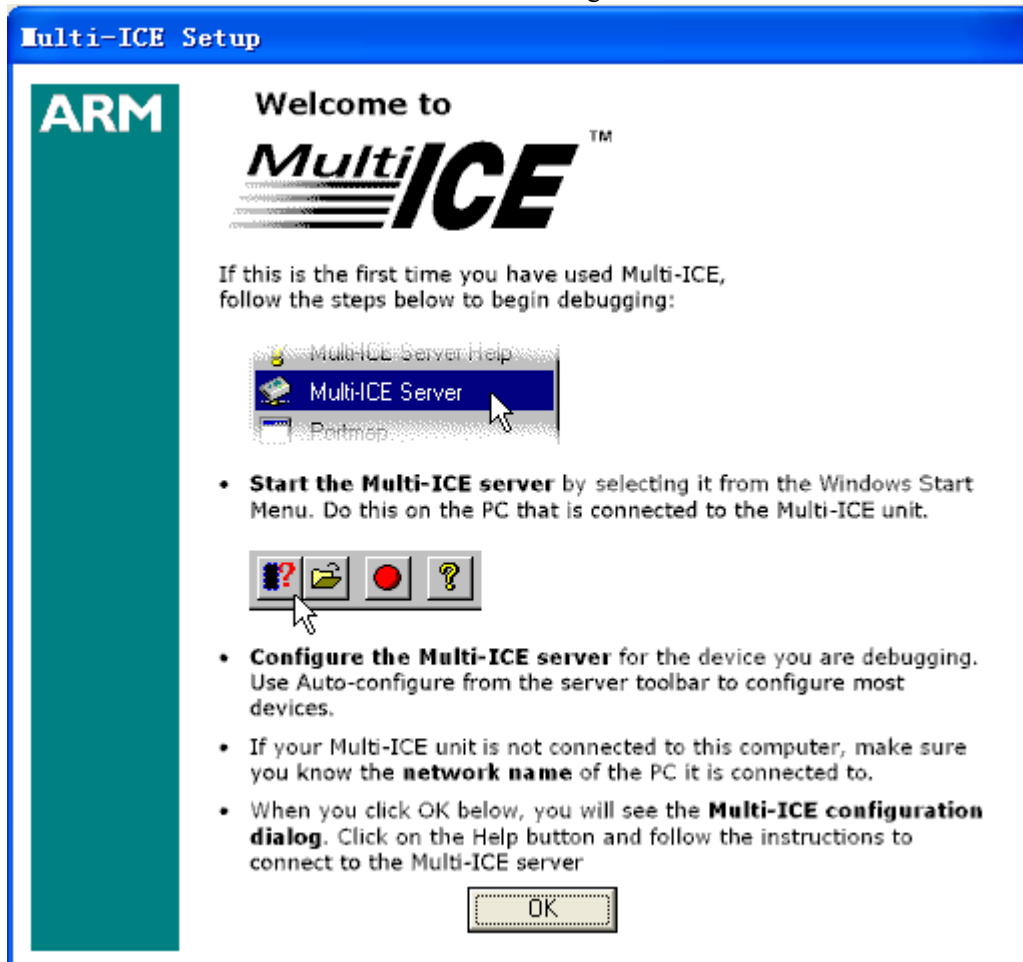 Multi-ICE Setup
ARM
Welcome to
Multi ICE ™
If this is the first time you have used Multi-ICE,
follow the steps below to begin debugging:
Multi-ICE Server Help
Multi-ICE Server
Portmap
• Start the Multi-ICE server by selecting it from the Windows Start
Menu. Do this on the PC that is connected to the Multi-ICE unit.
• Configure the Multi-ICE server for the device you are debugging.
Use Auto-configure from the server toolbar to configure most
devices.
• If your Multi-ICE unit is not connected to this computer, make sure
you know the network name of the PC it is connected to.
• When you click OK below, you will see the Multi-ICE configuration
dialog. Click on the Help button and follow the instructions to
connect to the Multi-ICE server
OK